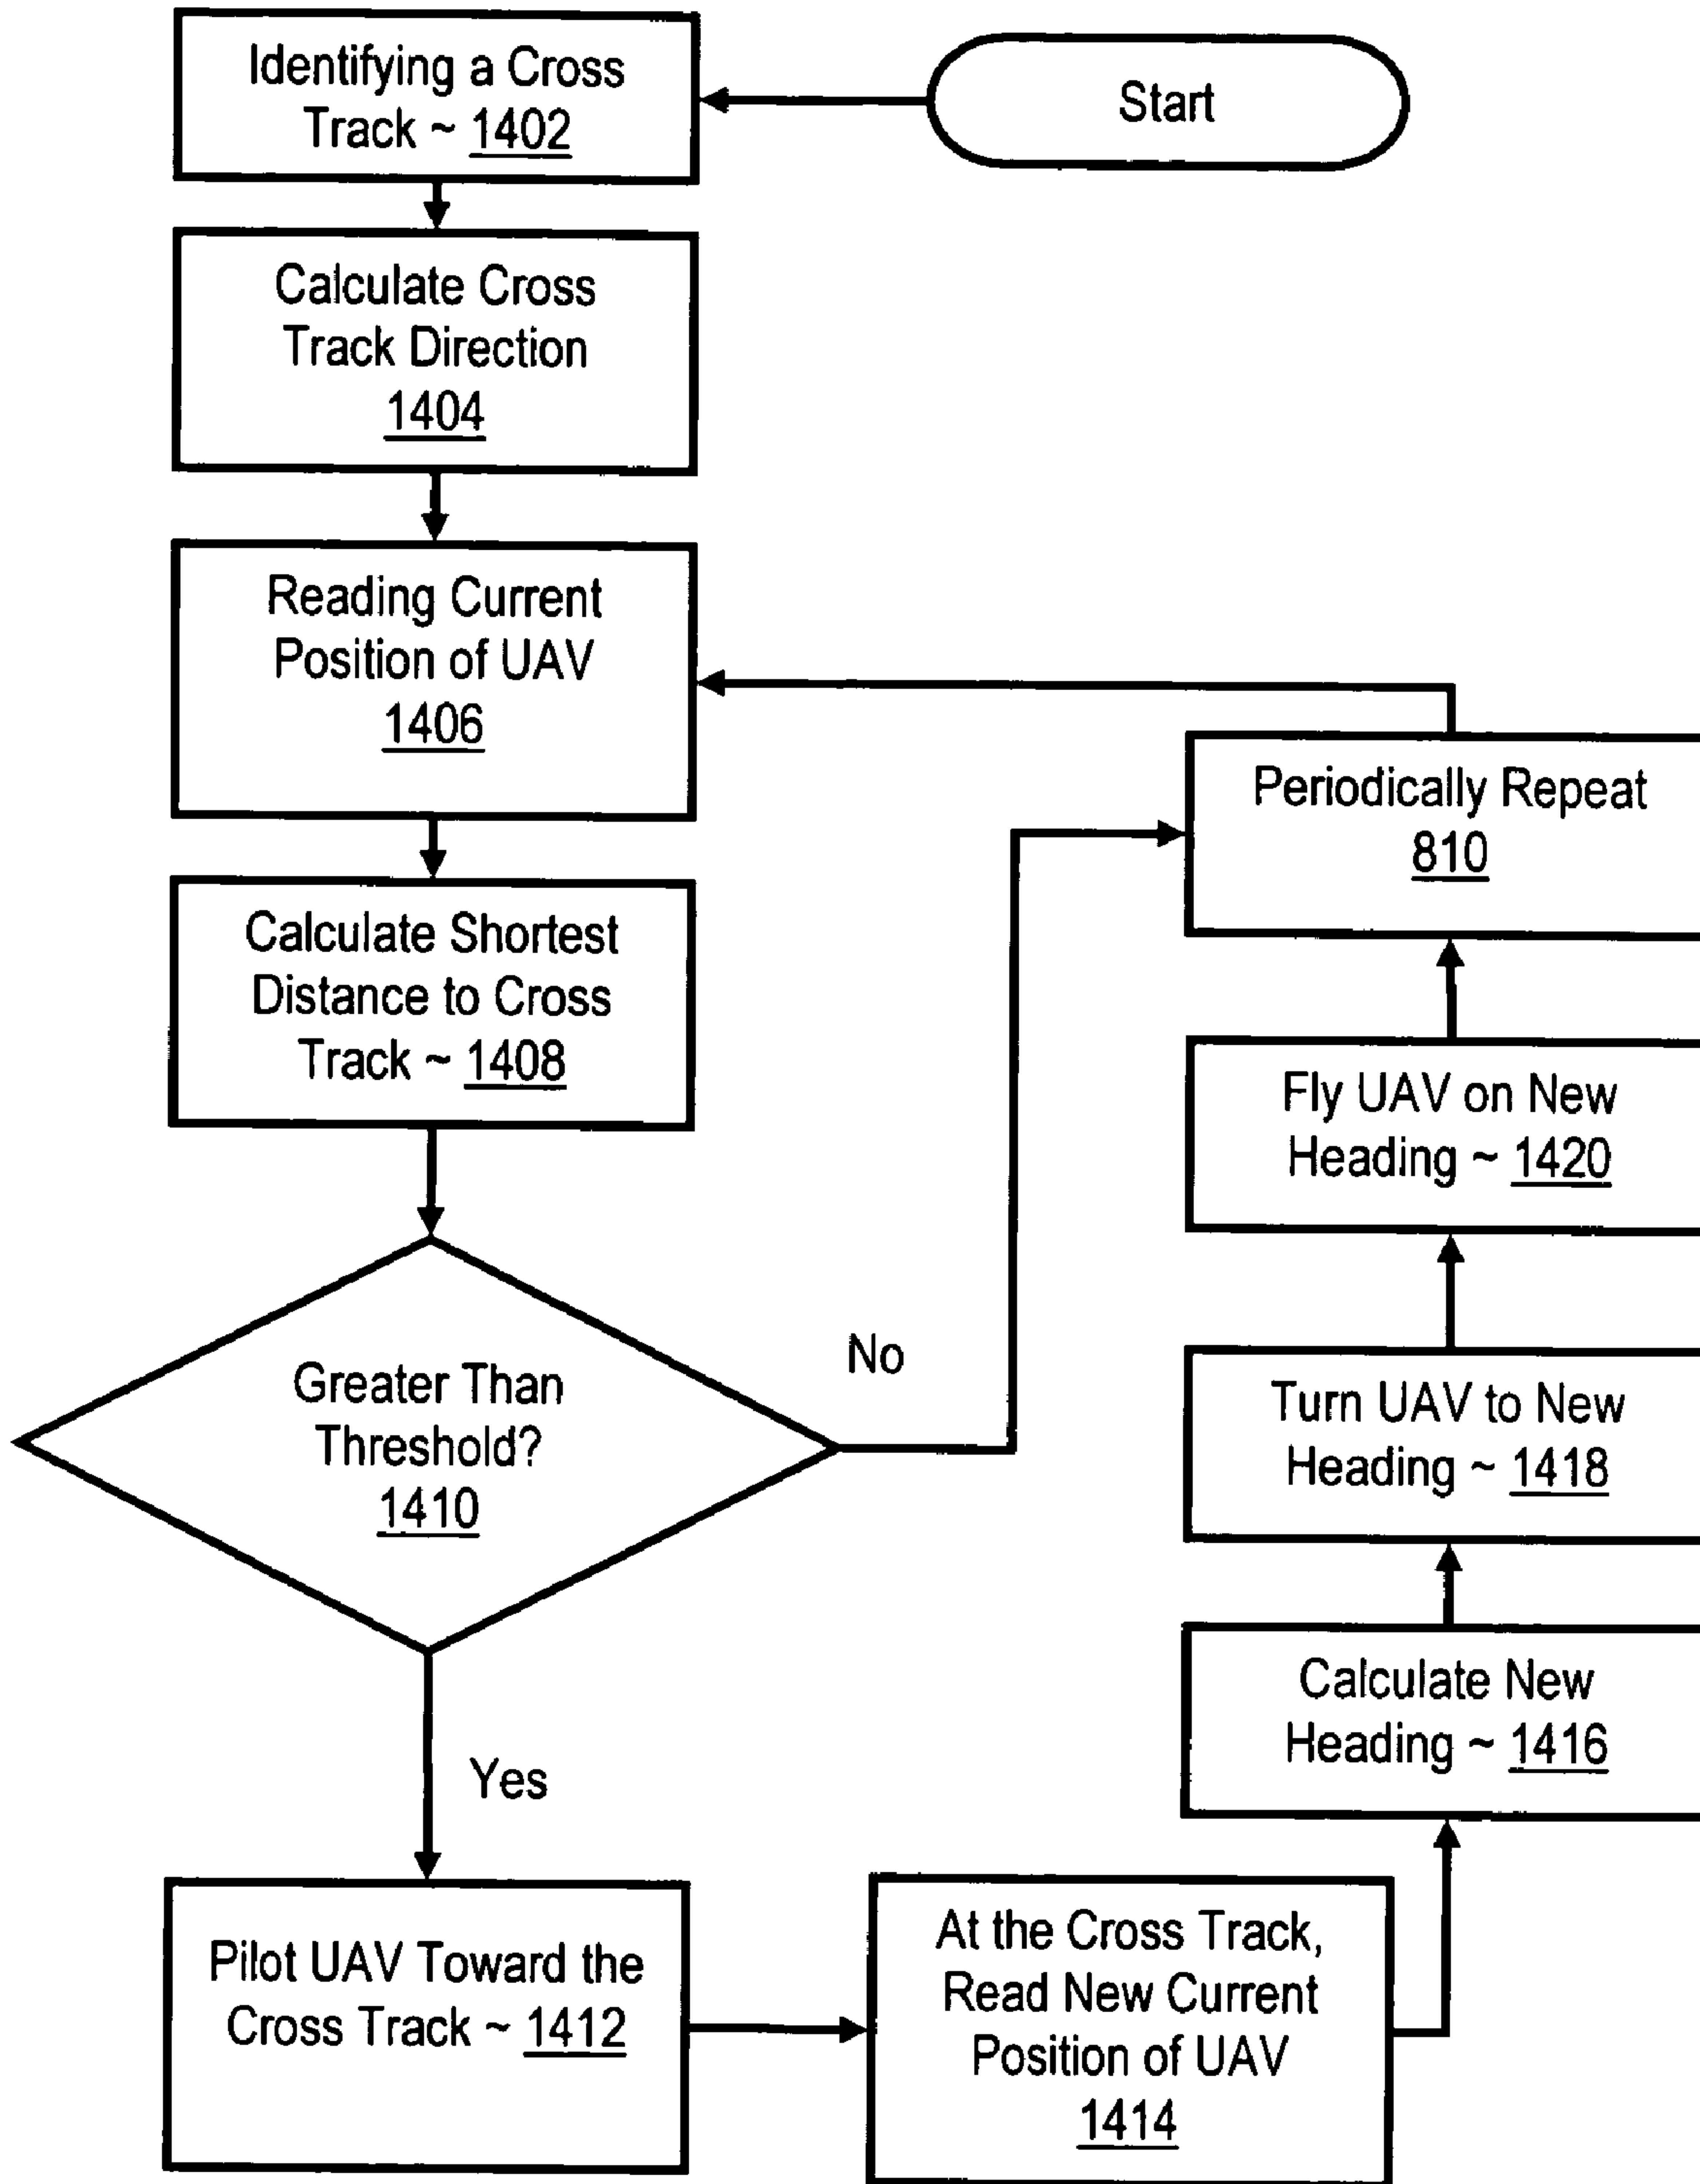 Start
Identifying a Cross
Track ~ 1402
Calculate Cross
Track Direction
1404
Reading Current
Position of UAV
1406
Calculate Shortest
Distance to Cross
Track ~ 1408
Greater Than
Threshold?
1410
No
Yes
Pilot UAV Toward the
Cross Track ~ 1412
At the Cross Track,
Read New Current
Position of UAV
1414
Calculate New
Heading ~ 1416
Turn UAV to New
Heading ~ 1418
Fly UAV on New
Heading ~ 1420
Periodically Repeat
810